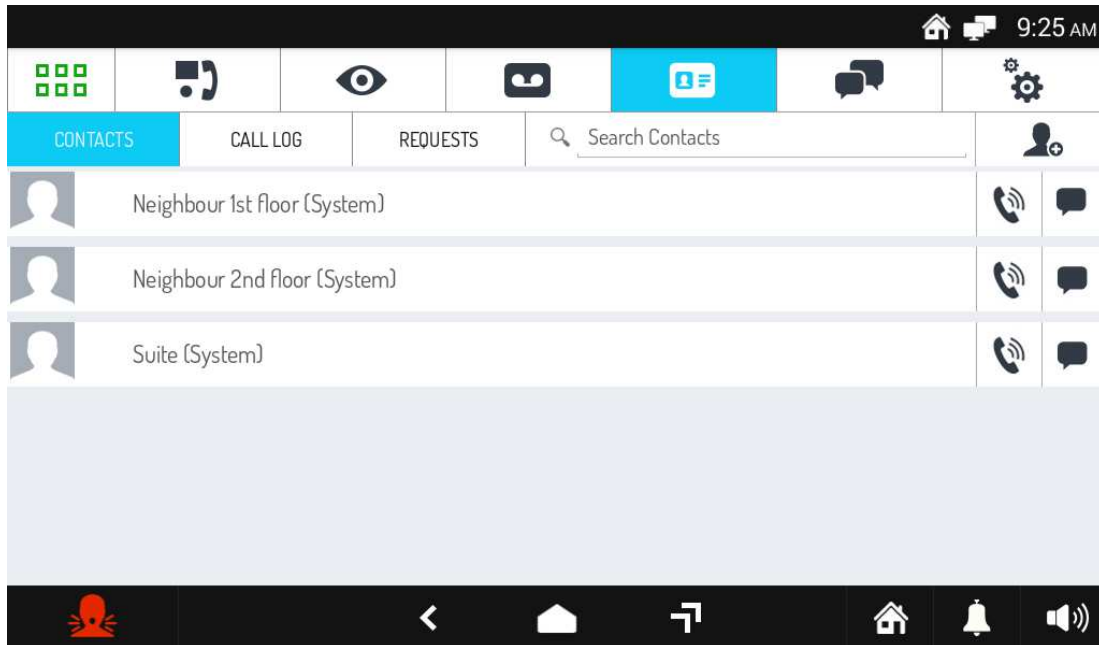 9:25 AM
CONTACTS CALL LOG REQUESTS Search Contacts
Neighbour 1st floor (System)
Neighbour 2nd floor (System)
Suite (System)